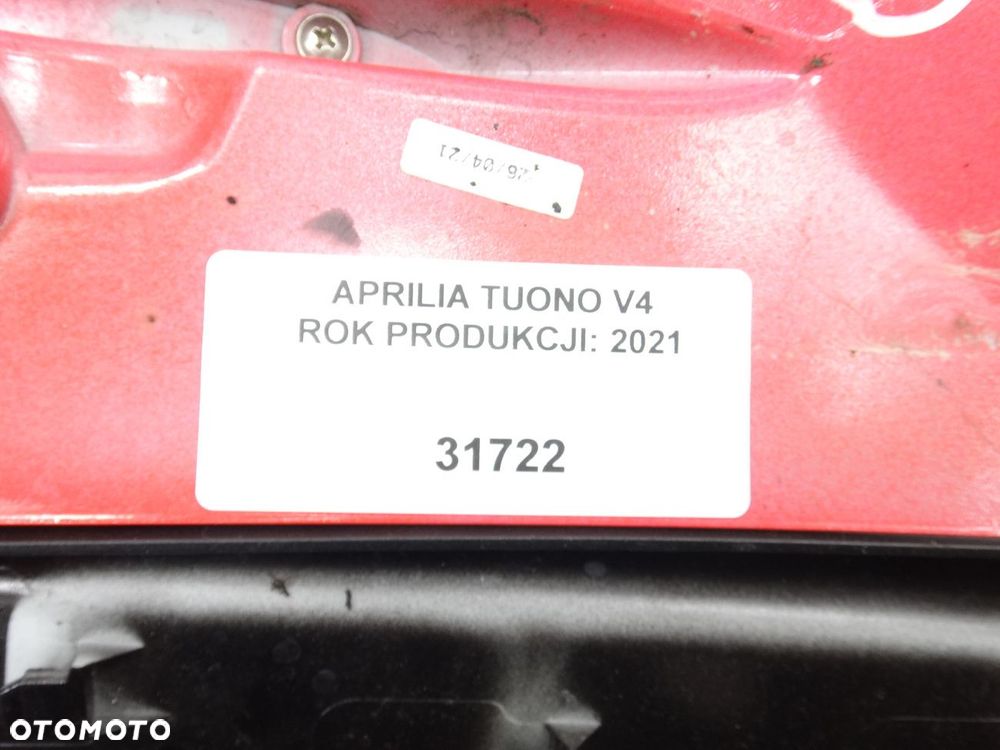 26/04/21
APRILIA TUONO V4
ROK PRODUKCJI: 2021
31722
OTOMOTO